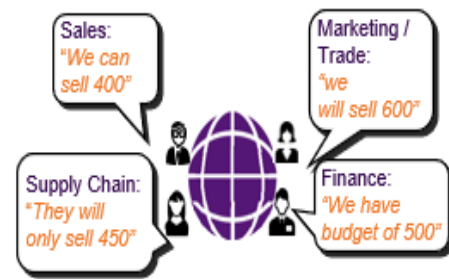 Sales:
“We can
sell 400”
Marketing /
Trade:
“we
will sell 600”
Supply Chain:
“They will
only sell 450”
Finance:
“We have
budget of 500”